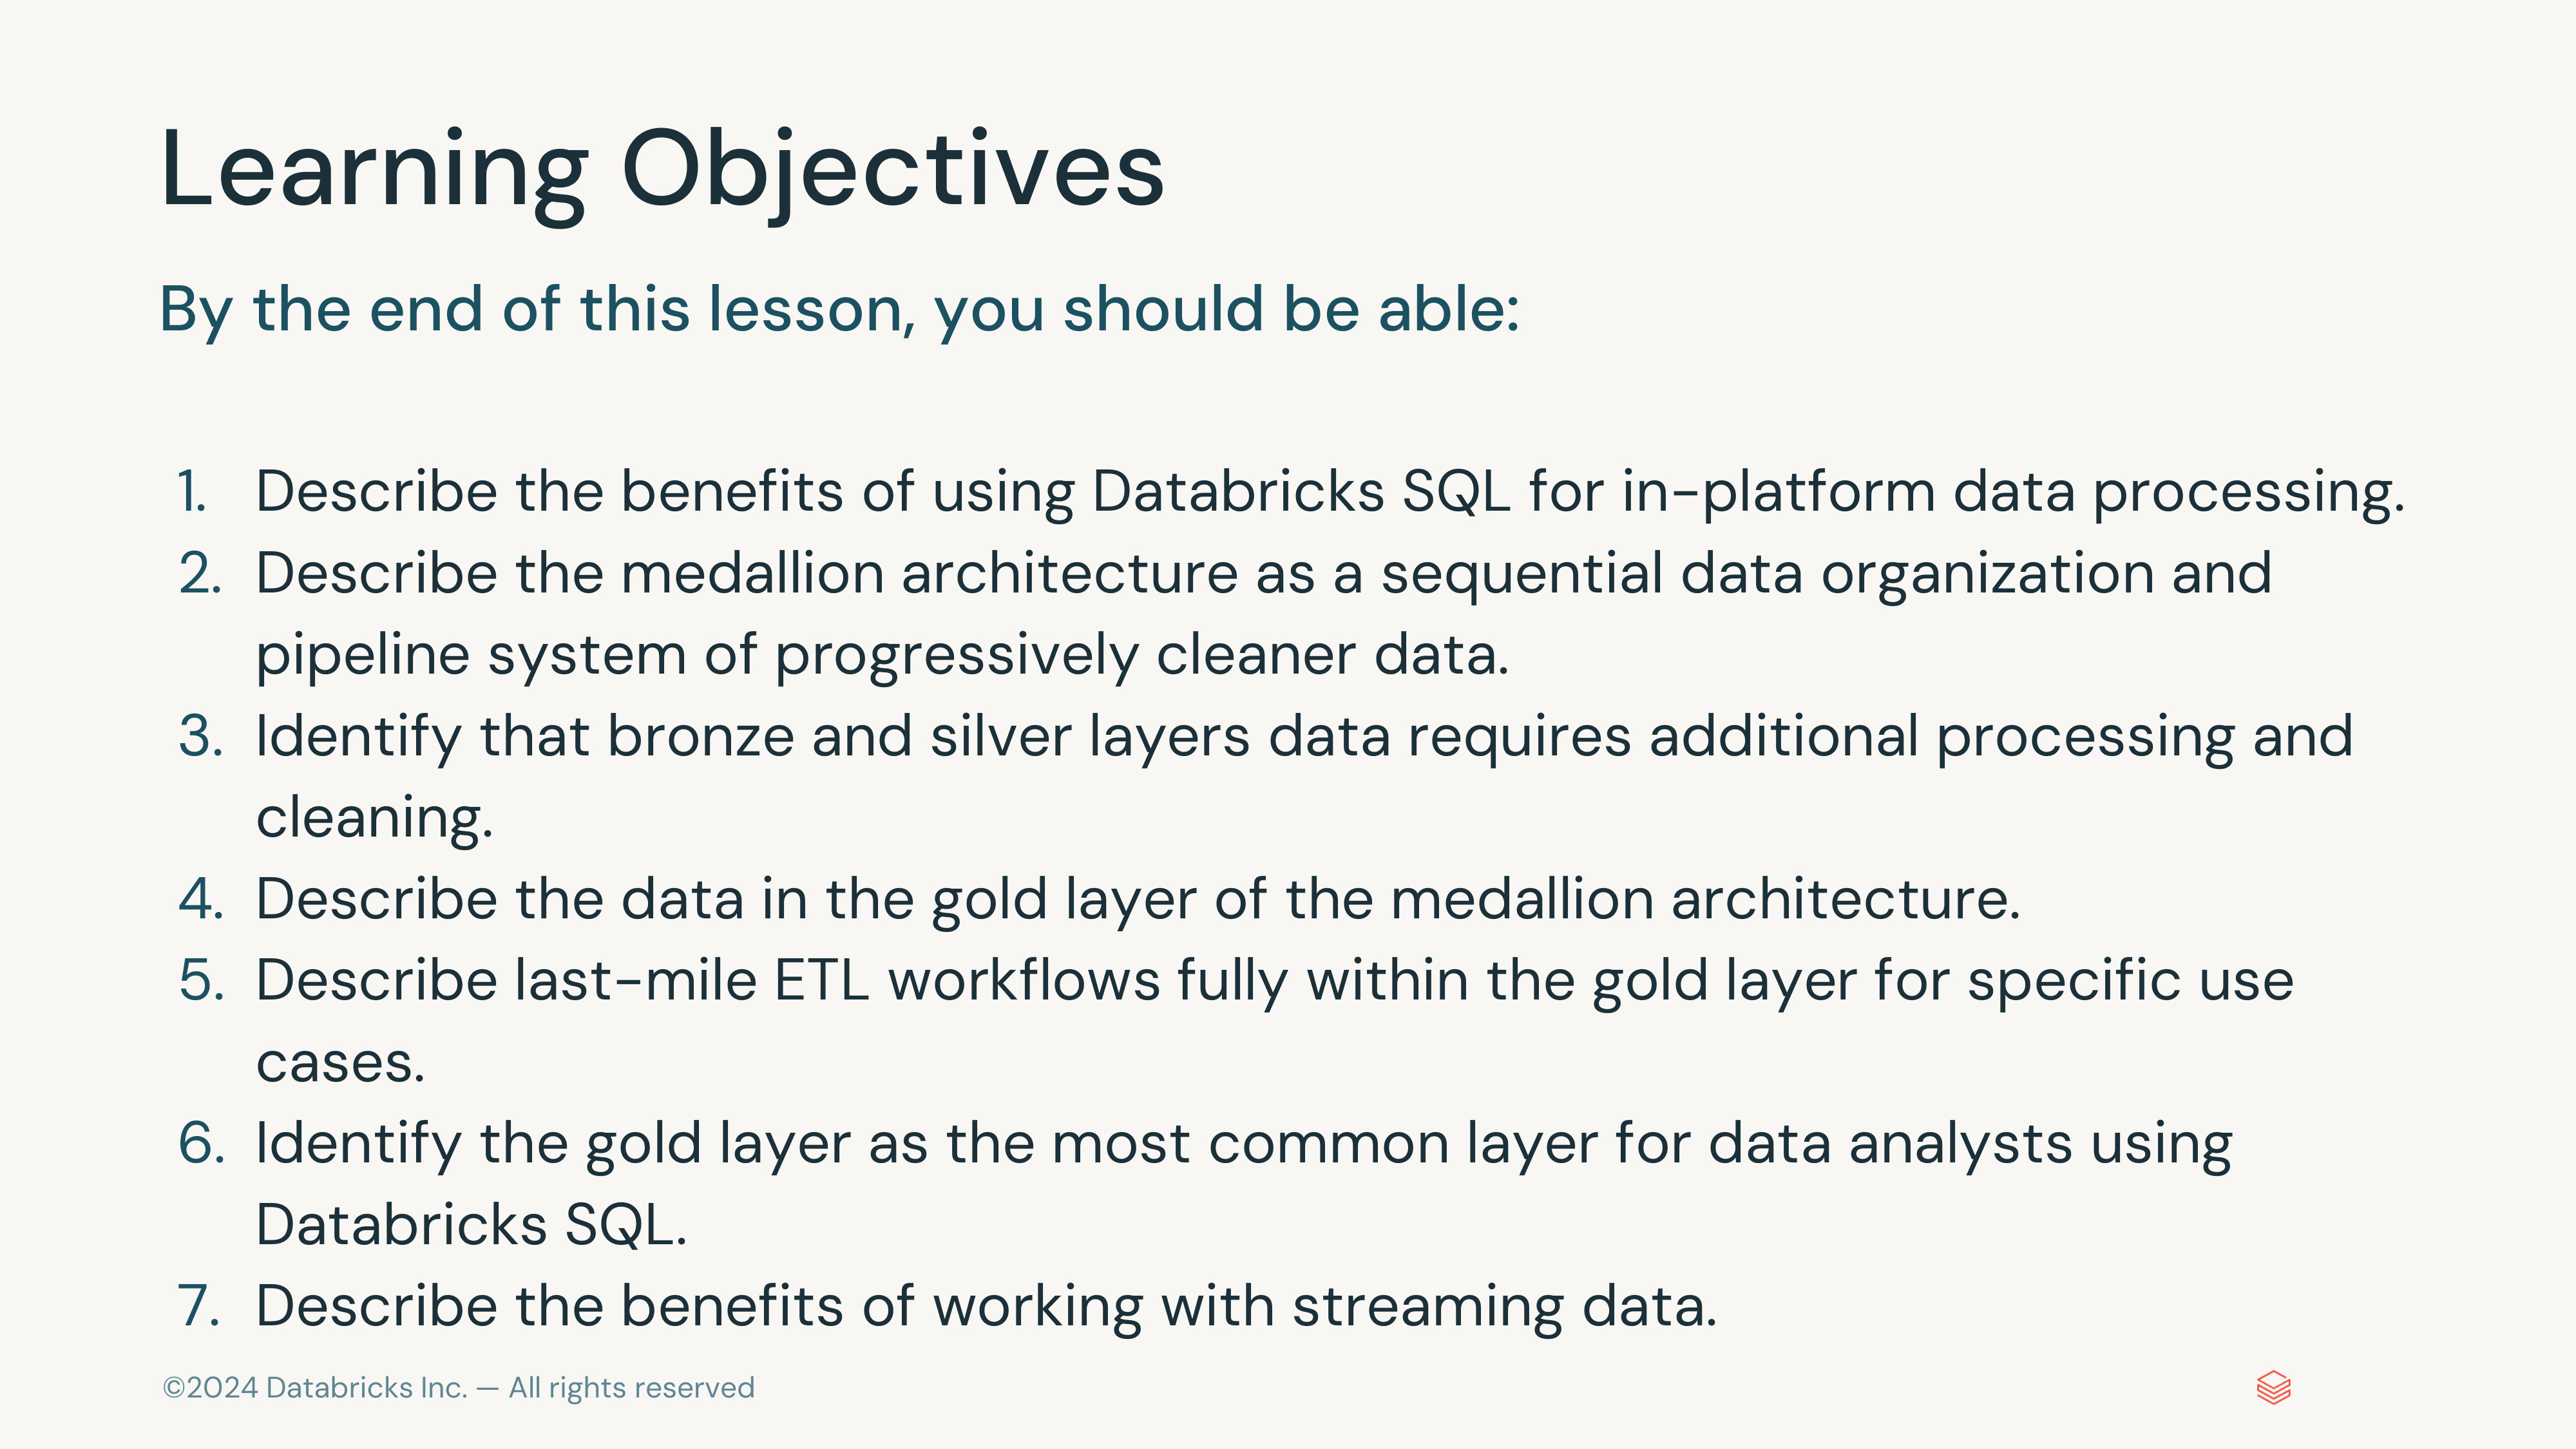 Learning Objectives
By the end of this lesson, you should be able:
1. Describe the benefits of using Databricks SQL for in-platform data processing.
2. Describe the medallion architecture as a sequential data organization and
pipeline system of progressively cleaner data.
3. Identify that bronze and silver layers data requires additional processing and
cleaning.
4. Describe the data in the gold layer of the medallion architecture.
5. Describe last-mile ETL workflows fully within the gold layer for specific use
cases.
6. Identify the gold layer as the most common layer for data analysts using
Databricks SQL.
7. Describe the benefits of working with streaming data.
©2024 Databricks Inc. — All rights reserved